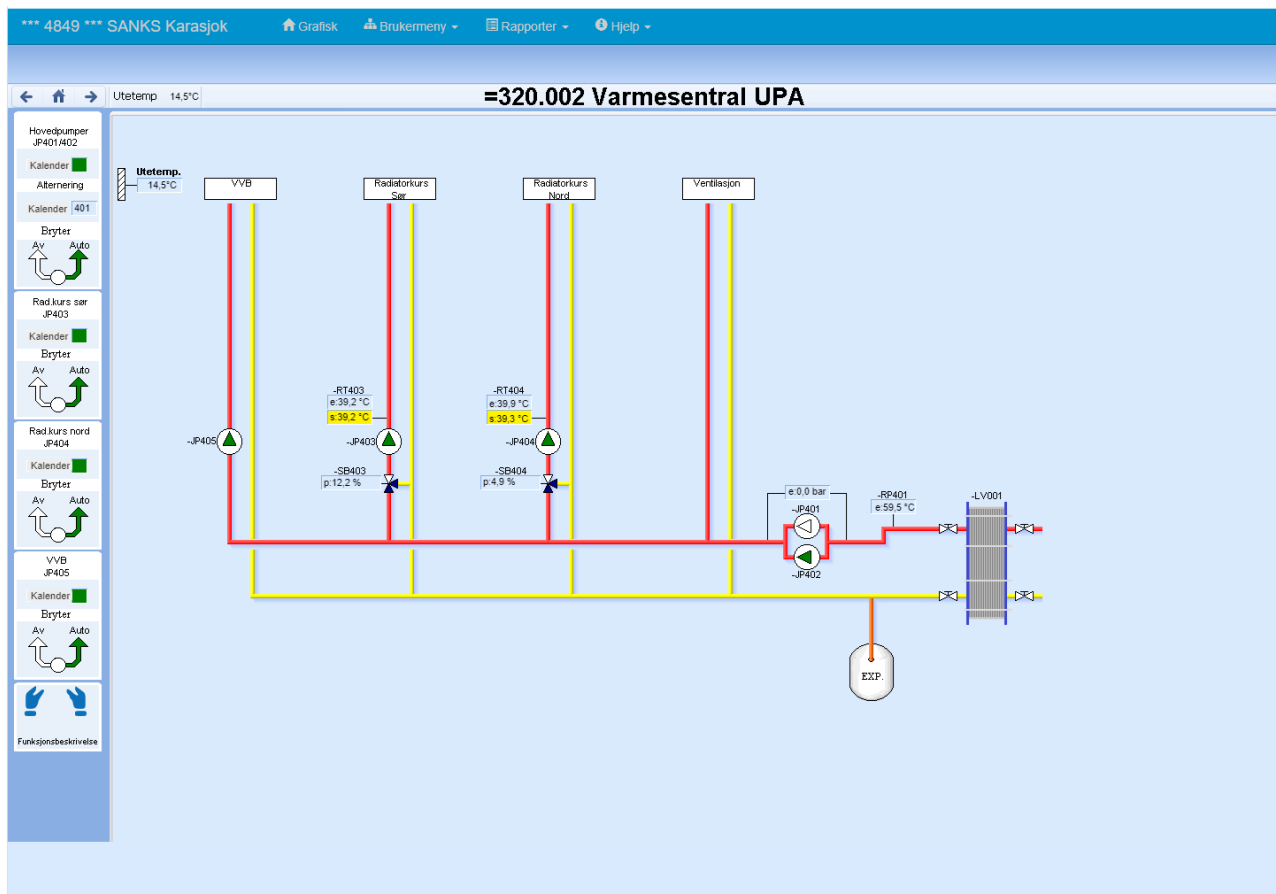 *** 4849 *** SANKS Karasjok Grafisk Brukermeny Rapporter Hjelp
Utetemp 14,5°C
=320.002 Varmesentral UPA
Hovedpumper
JP401/402
Kalender
Alternering
Kalender 401
Bryter
Av Auto
Rad.kurs sør
JP403
Kalender
Bryter
Av Auto
Rad.kurs nord
JP404
Kalender
Bryter
Av Auto
VVB
JP405
Kalender
Bryter
Av Auto
Funksjonsbeskrivelse
Utetemp.
14,5°C
VVB
Radiatorkurs
Sør
Radiatorkurs
Nord
Ventilasjon
-RT403
e:39,2 °C
s:39,2 °C
-RT404
e:39,9 °C
s:39,3 °C
-JP405
-JP403
-JP404
-SB403
p:12,2 %
-SB404
p:4,9 %
e:0,0 bar
-JP401
-JP402
-RP401
e:59,5 °C
-LV001
EXP.